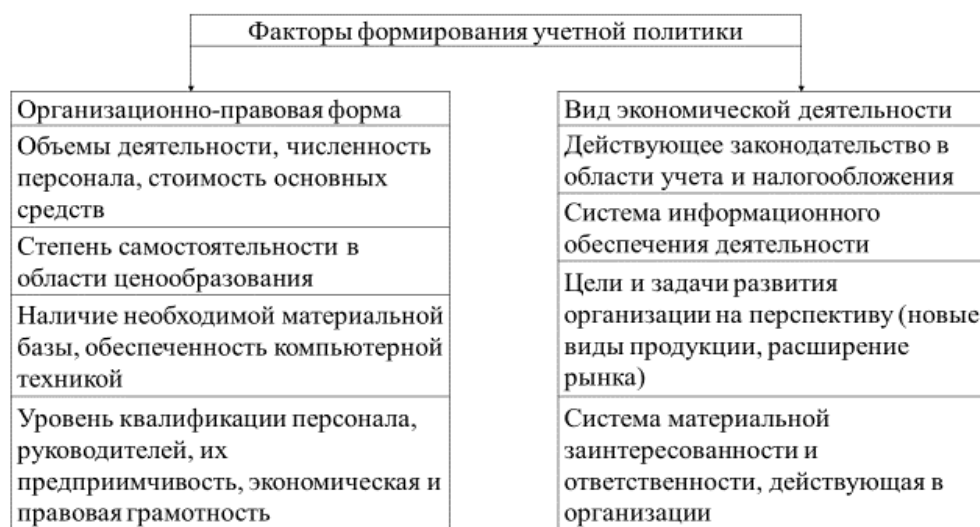 Факторы формирования учетной политики
Организационно-правовая форма
Объемы деятельности, численность
персонала, стоимость основных
средств
Степень самостоятельности в
области ценообразования
Наличие необходимой материальной
базы, обеспеченность компьютерной
техникой
Уровень квалификации персонала,
руководителей, их
предприимчивость, экономическая и
правовая грамотность
Вид экономической деятельности
Действующее законодательство в
области учета и налогообложения
Система информационного
обеспечения деятельности
Цели и задачи развития
организации на перспективу (новые
виды продукции, расширение
рынка)
Система материальной
заинтересованности и
ответственности, действующая в
организации